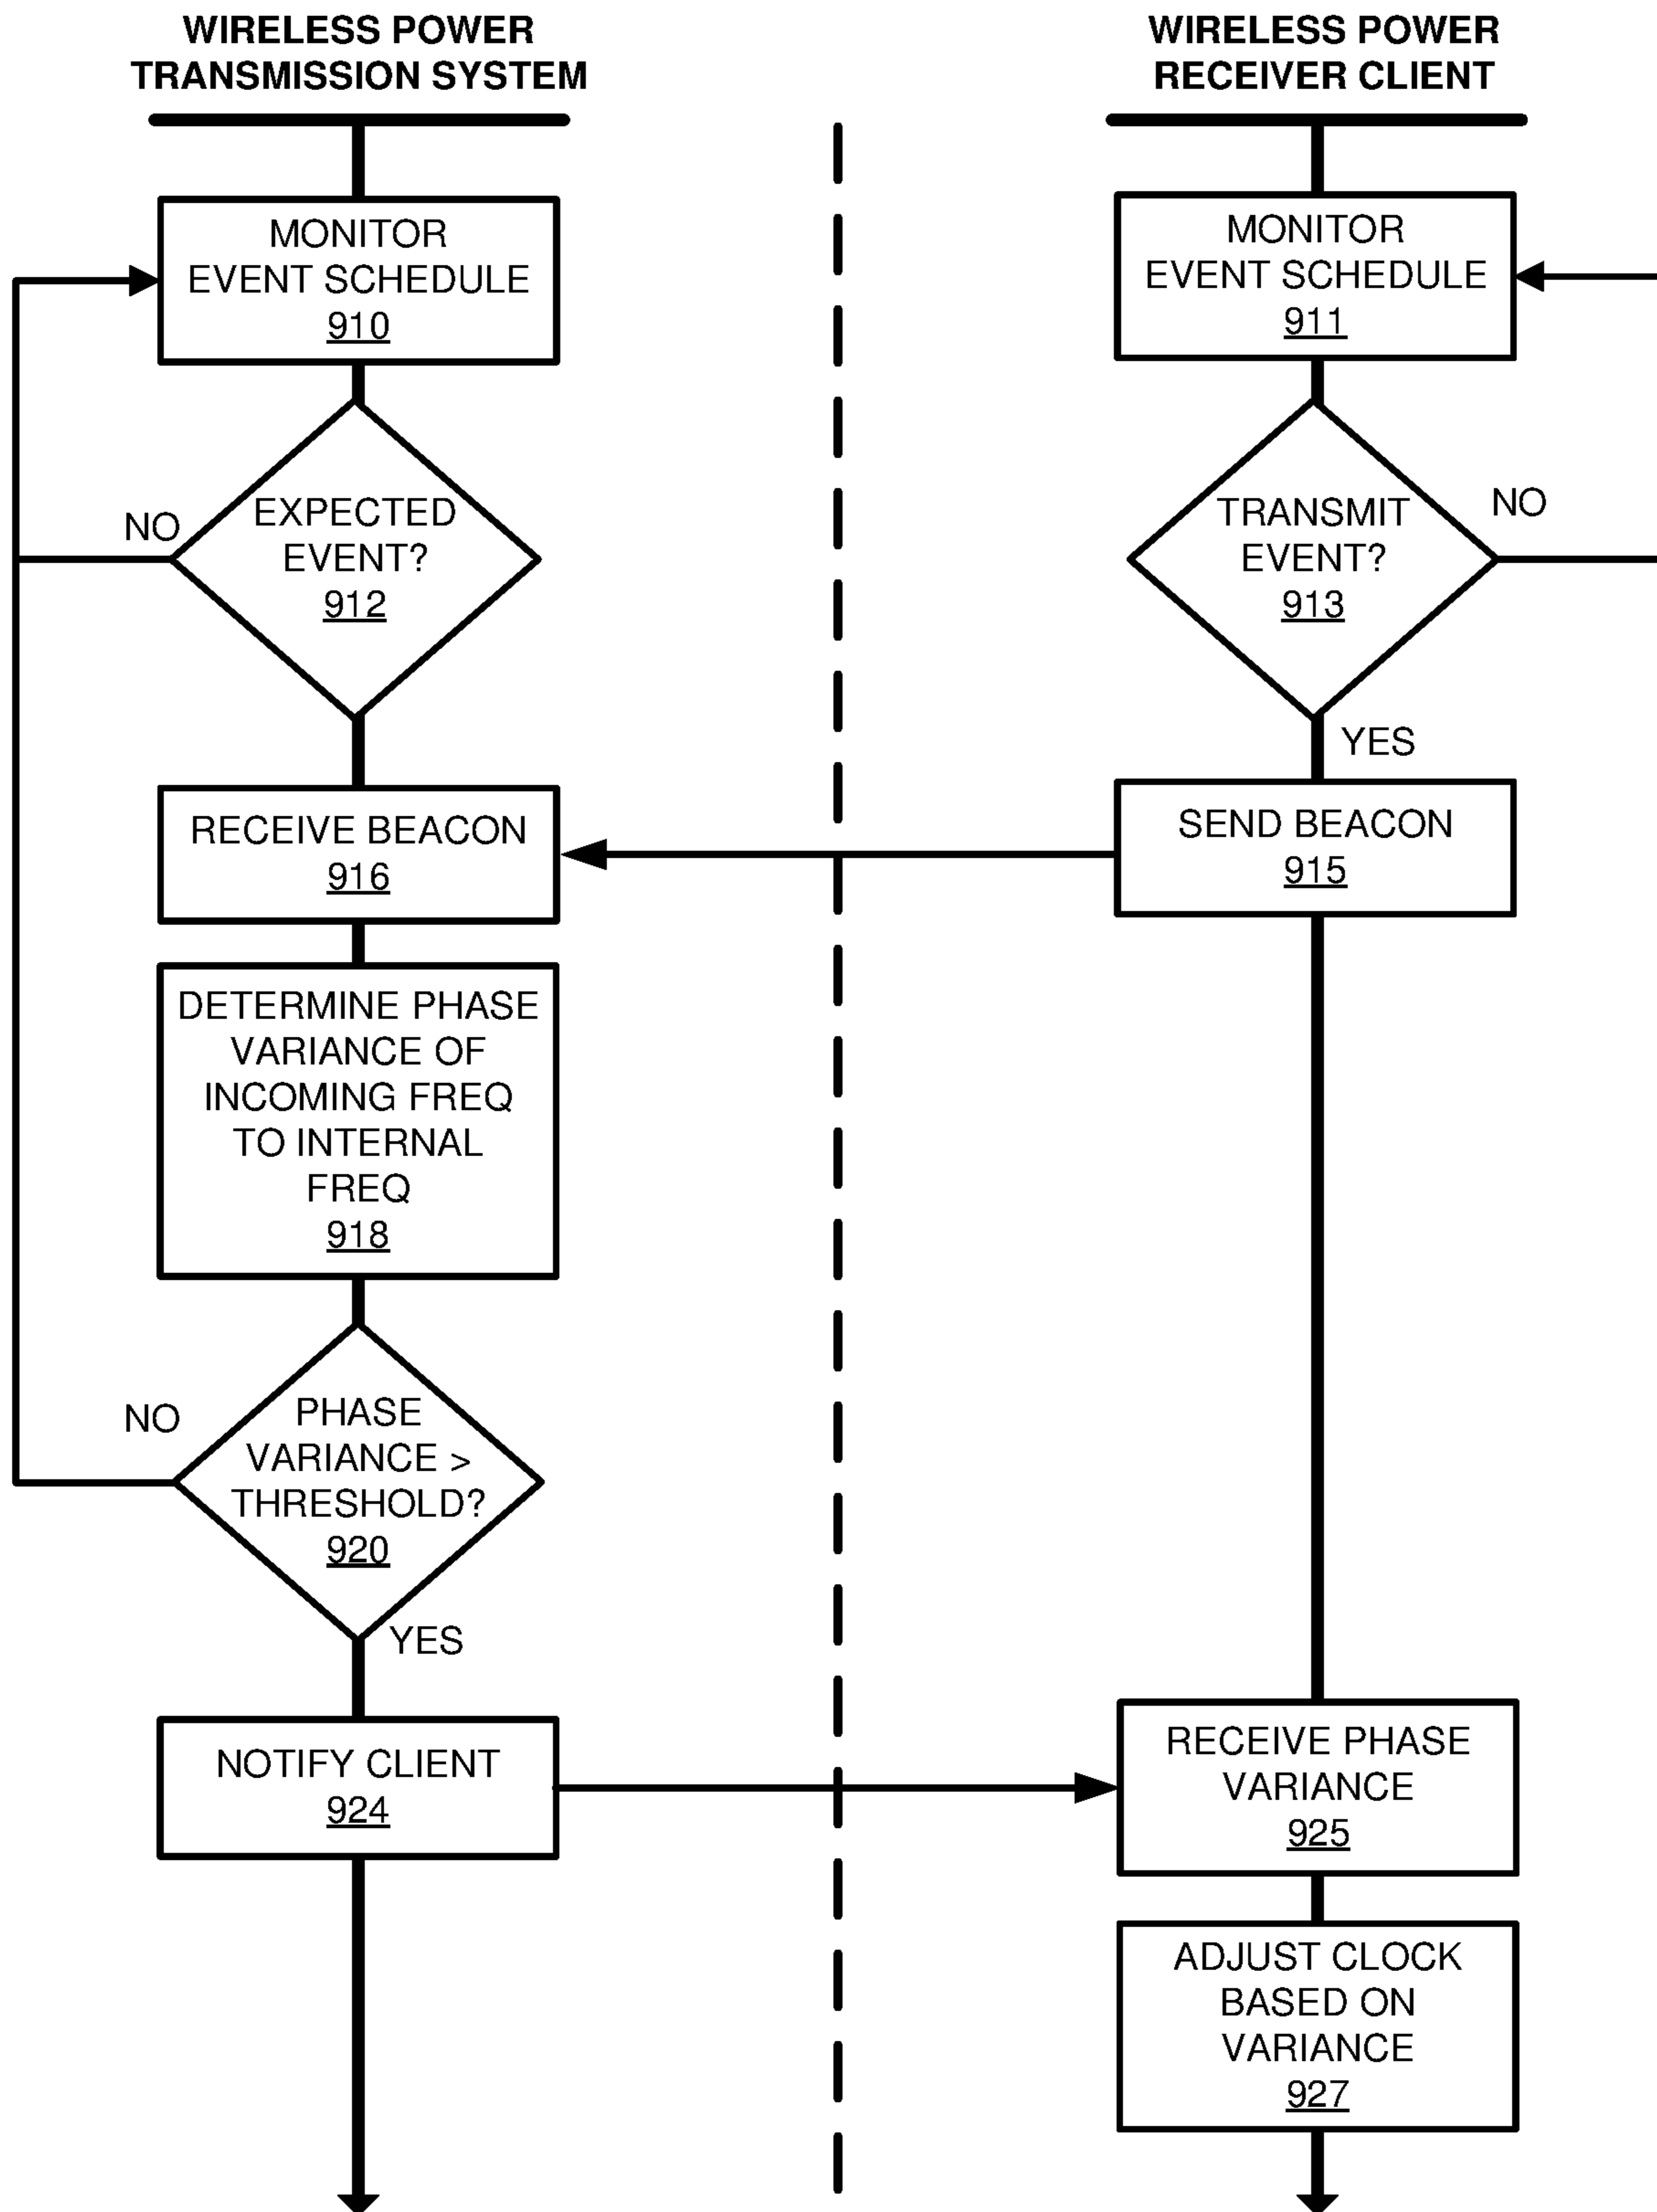 WIRELESS POWER
TRANSMISSION SYSTEM
MONITOR
EVENT SCHEDULE
910
NO
EXPECTED
EVENT?
912
RECEIVE BEACON
916
DETERMINE PHASE
VARIANCE OF
INCOMING FREQ
TO INTERNAL
FREQ
918
NO
PHASE
VARIANCE >
THRESHOLD?
920
YES
NOTIFY CLIENT
924
WIRELESS POWER
RECEIVER CLIENT
MONITOR
EVENT SCHEDULE
911
TRANSMIT
EVENT?
913
NO
YES
SEND BEACON
915
RECEIVE PHASE
VARIANCE
925
ADJUST CLOCK
BASED ON
VARIANCE
927